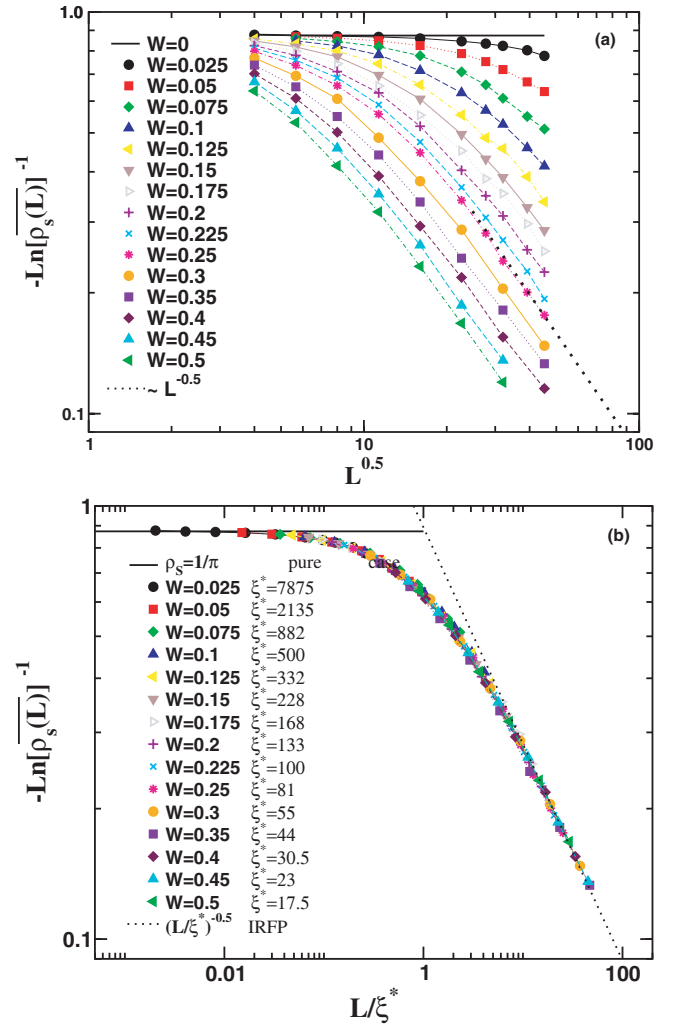 1.0
(a)
W=0
W=0.025
W=0.05
W=0.075
W=0.1
W=0.125
W=0.15
W=0.175
W=0.2
W=0.225
W=0.25
W=0.3
W=0.35
W=0.4
W=0.45
W=0.5
~ L^-0.5
-Ln[ρ_s(L)]^-1
0.1
1 10 100
L^0.5
1
(b)
ρ_S=1/π pure case
W=0.025 ξ*=7875
W=0.05 ξ*=2135
W=0.075 ξ*=882
W=0.1 ξ*=500
W=0.125 ξ*=332
W=0.15 ξ*=228
W=0.175 ξ*=168
W=0.2 ξ*=133
W=0.225 ξ*=100
W=0.25 ξ*=81
W=0.3 ξ*=55
W=0.35 ξ*=44
W=0.4 ξ*=30.5
W=0.45 ξ*=23
W=0.5 ξ*=17.5
(L/ξ*)^-0.5 IRFP
-Ln[ρ_s(L)]^-1
0.1
0.01 1 100
L/ξ*